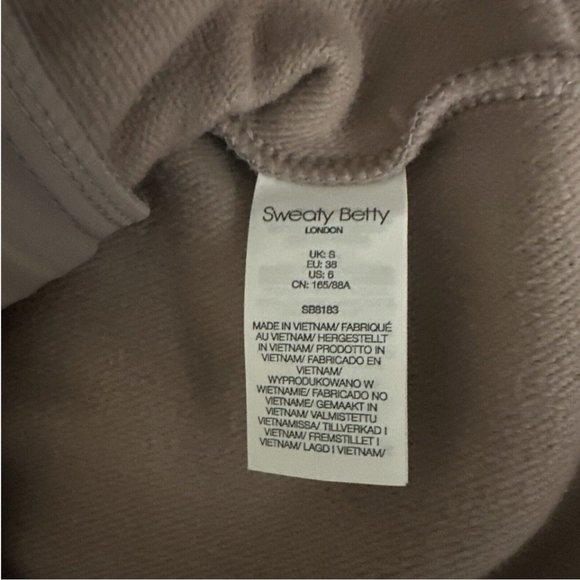 Sweaty Betty
LONDON
UK: S
EU: 38
US: 6
CN: 165/88A
SB8183
MADE IN VIETNAM/ FABRIQUÉ
AU VIETNAM/ HERGESTELLT
IN VIETNAM/ PRODOTTO IN
VIETNAM/ FABRICADO EN
VIETNAM/
WYPRODUKOWANO W
WIETNAMIE/ FABRICADO NO
VIETNAME/ GEMAAKT IN
VIETNAM/ VALMISTETTU
VIETNAMISSA/ TILLVERKAD I
VIETNAM/ FREMSTILLET I
VIETNAM/ LAGD I VIETNAM/